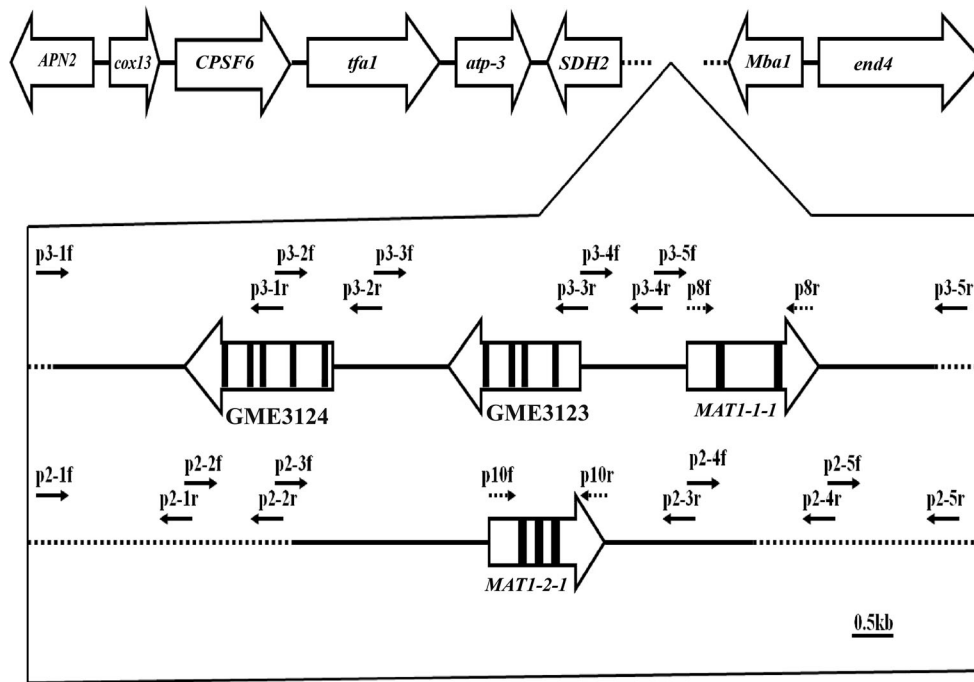 APN2 cox13 CPSF6 tfa1 atp-3 SDH2 Mba1 end4
p3-1f p3-2f p3-3f p3-4f p3-5f
p3-1r p3-2r p3-3r p3-4r p8f p8r p3-5r
GME3124 GME3123 MAT1-1-1
p2-1f p2-2f p2-3f p10f p10r p2-4f p2-5f
p2-1r p2-2r p2-3r p2-4r p2-5r
MAT1-2-1
0.5kb